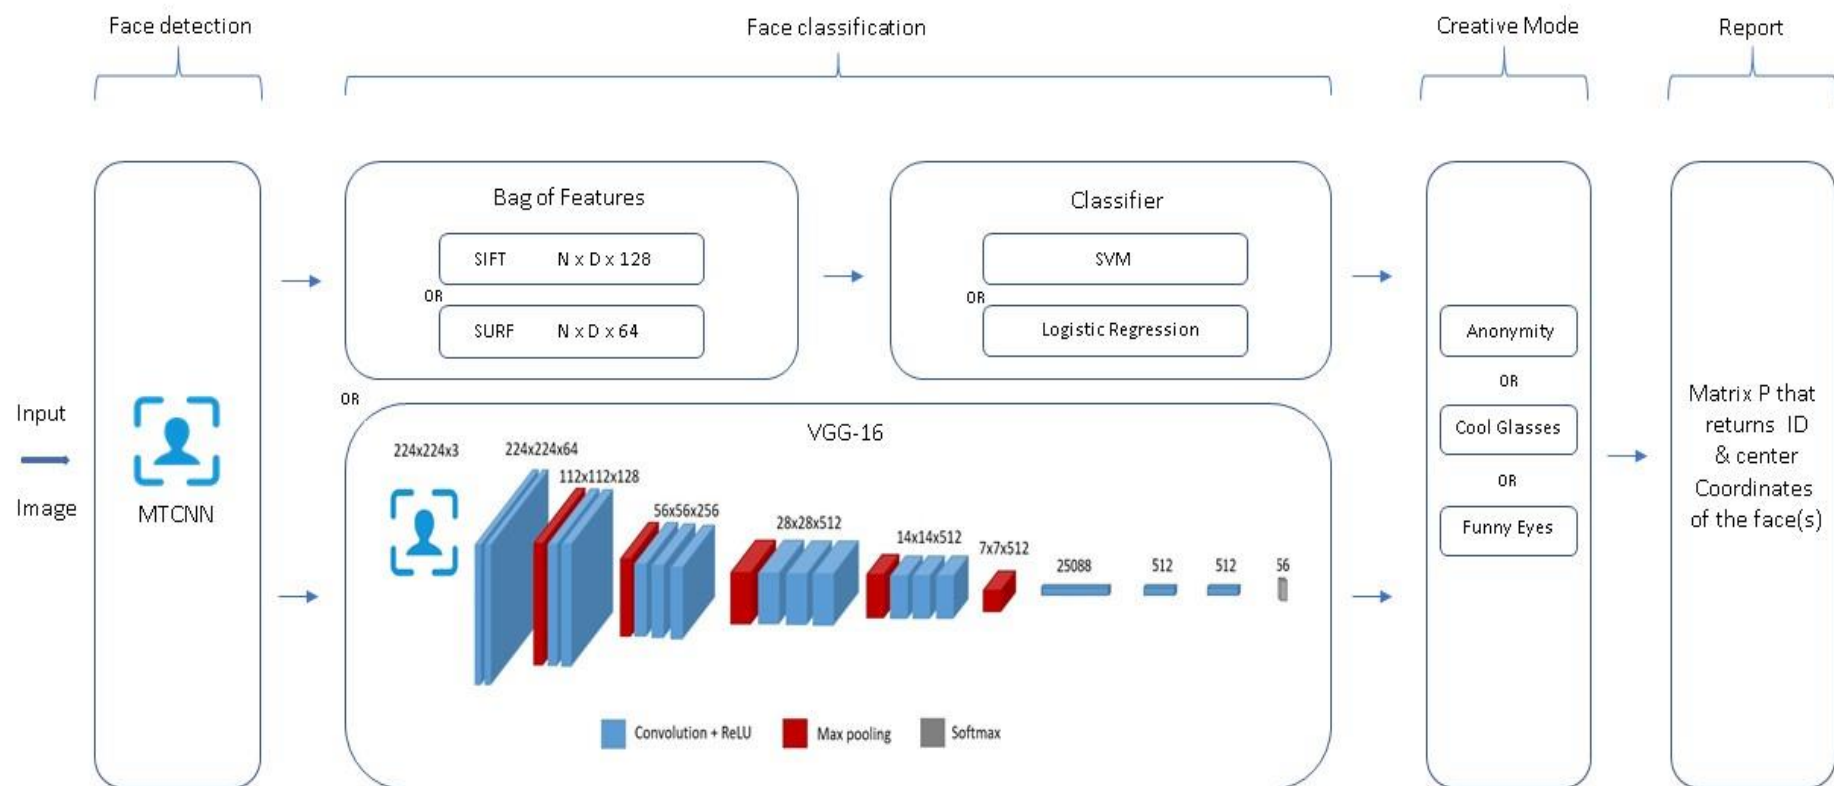 Face detection
Face classification
Creative Mode
Report
Input
Image
MTCNN
Bag of Features
SIFT N x D x 128
OR
SURF N x D x 64
Classifier
SVM
OR
Logistic Regression
OR
VGG-16
224x224x3
224x224x64
112x112x128
56x56x256
28x28x512
14x14x512
7x7x512
25088
512
512
56
Convolution + ReLU
Max pooling
Softmax
Anonymity
OR
Cool Glasses
OR
Funny Eyes
Matrix P that
returns ID
& center
Coordinates
of the face(s)